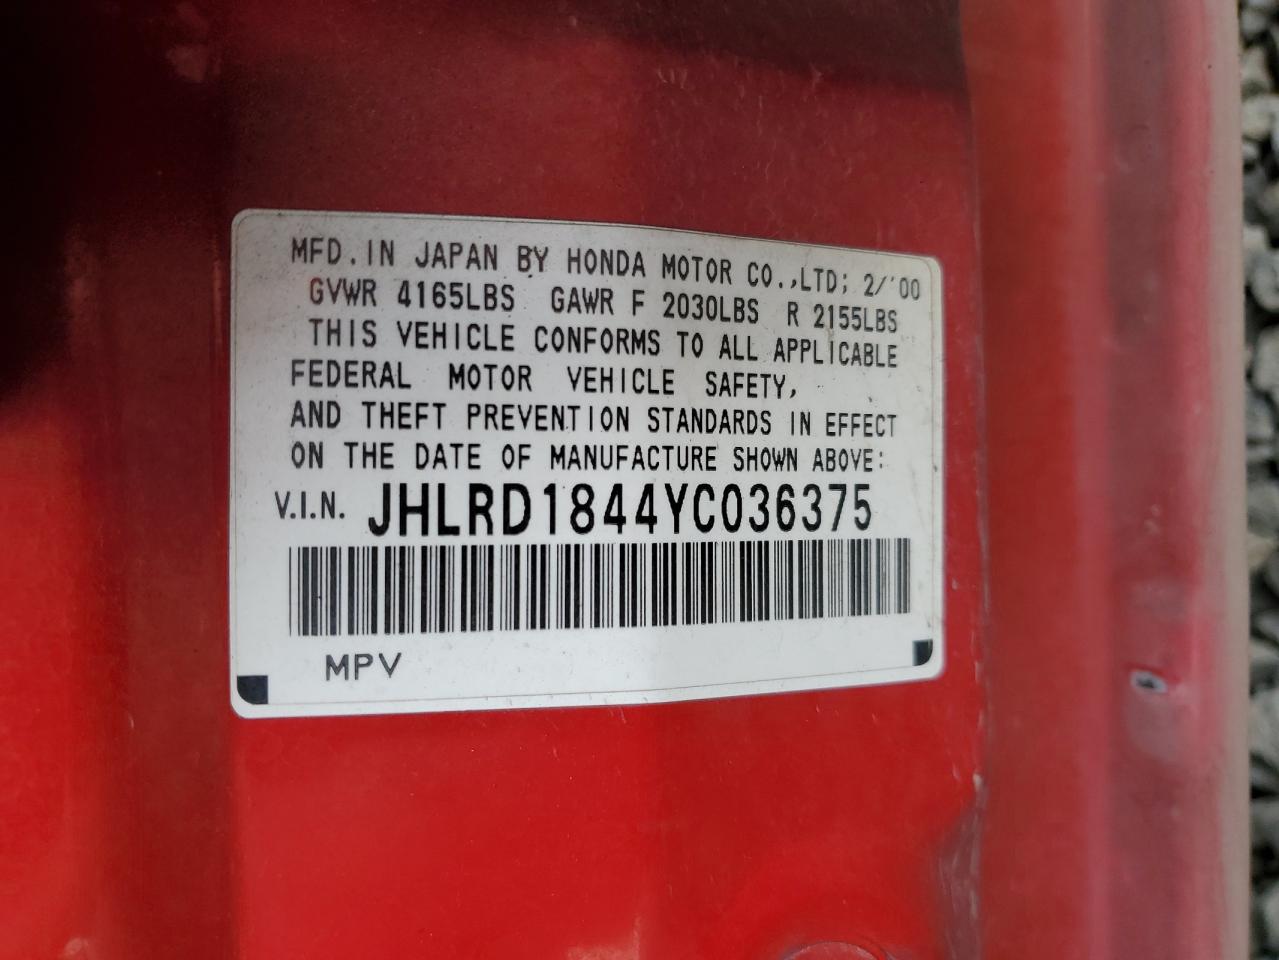 MFD. IN JAPAN BY HONDA MOTOR CO.,LTD; 2/'00
GVWR 4165LBS GAWR F 2030LBS R 2155LBS
THIS VEHICLE CONFORMS TO ALL APPLICABLE
FEDERAL MOTOR VEHICLE SAFETY,
AND THEFT PREVENTION STANDARDS IN EFFECT
ON THE DATE OF MANUFACTURE SHOWN ABOVE:
V.I.N. JHLRD1844YC036375
MPV